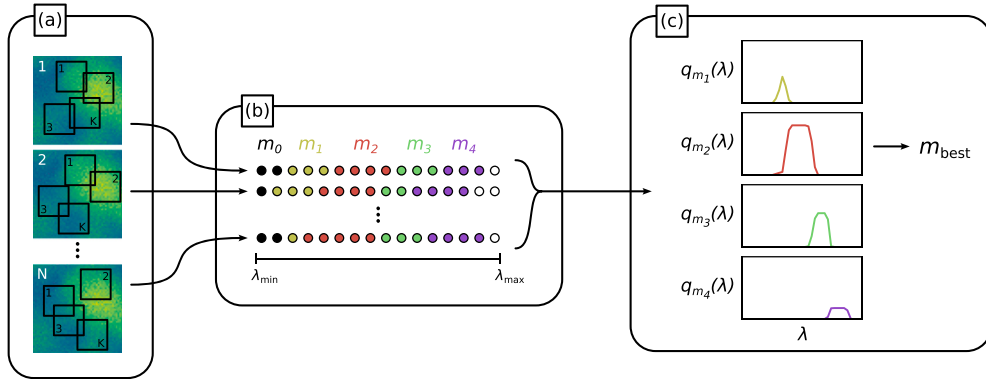 (a)
1
1
2
3
K
2
1
2
3
K
N
2
1
3
K
(b)
m₀ m₁ m₂ m₃ m₄
λmin λmax
(c)
qm₁(λ)
qm₂(λ)
qm₃(λ)
qm₄(λ)
λ
mbest